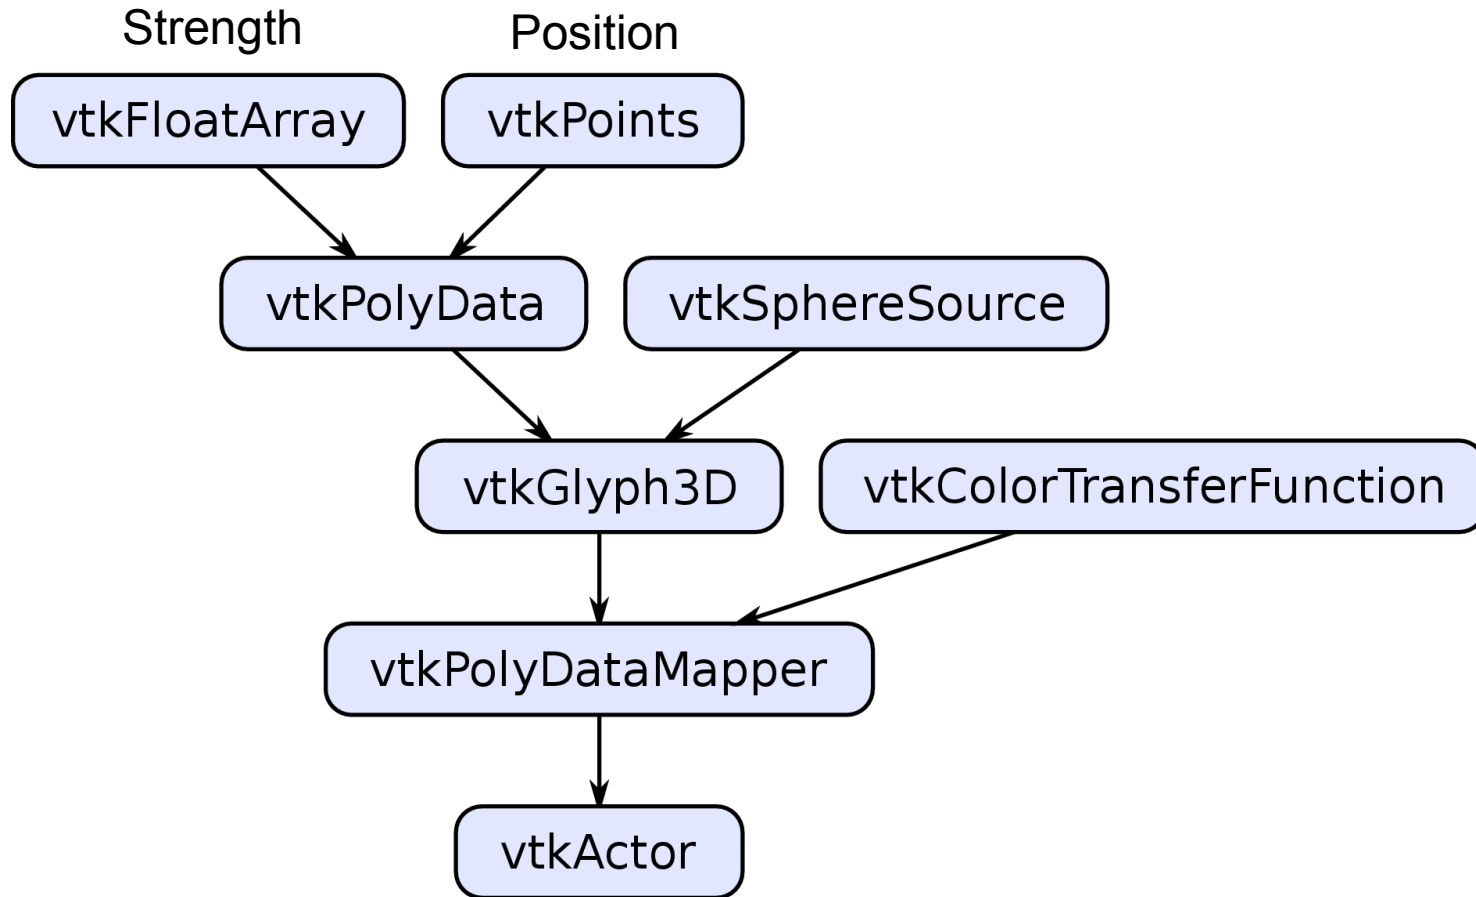 Strength
Position
vtkFloatArray
vtkPoints
vtkPolyData
vtkSphereSource
vtkGlyph3D
vtkColorTransferFunction
vtkPolyDataMapper
vtkActor